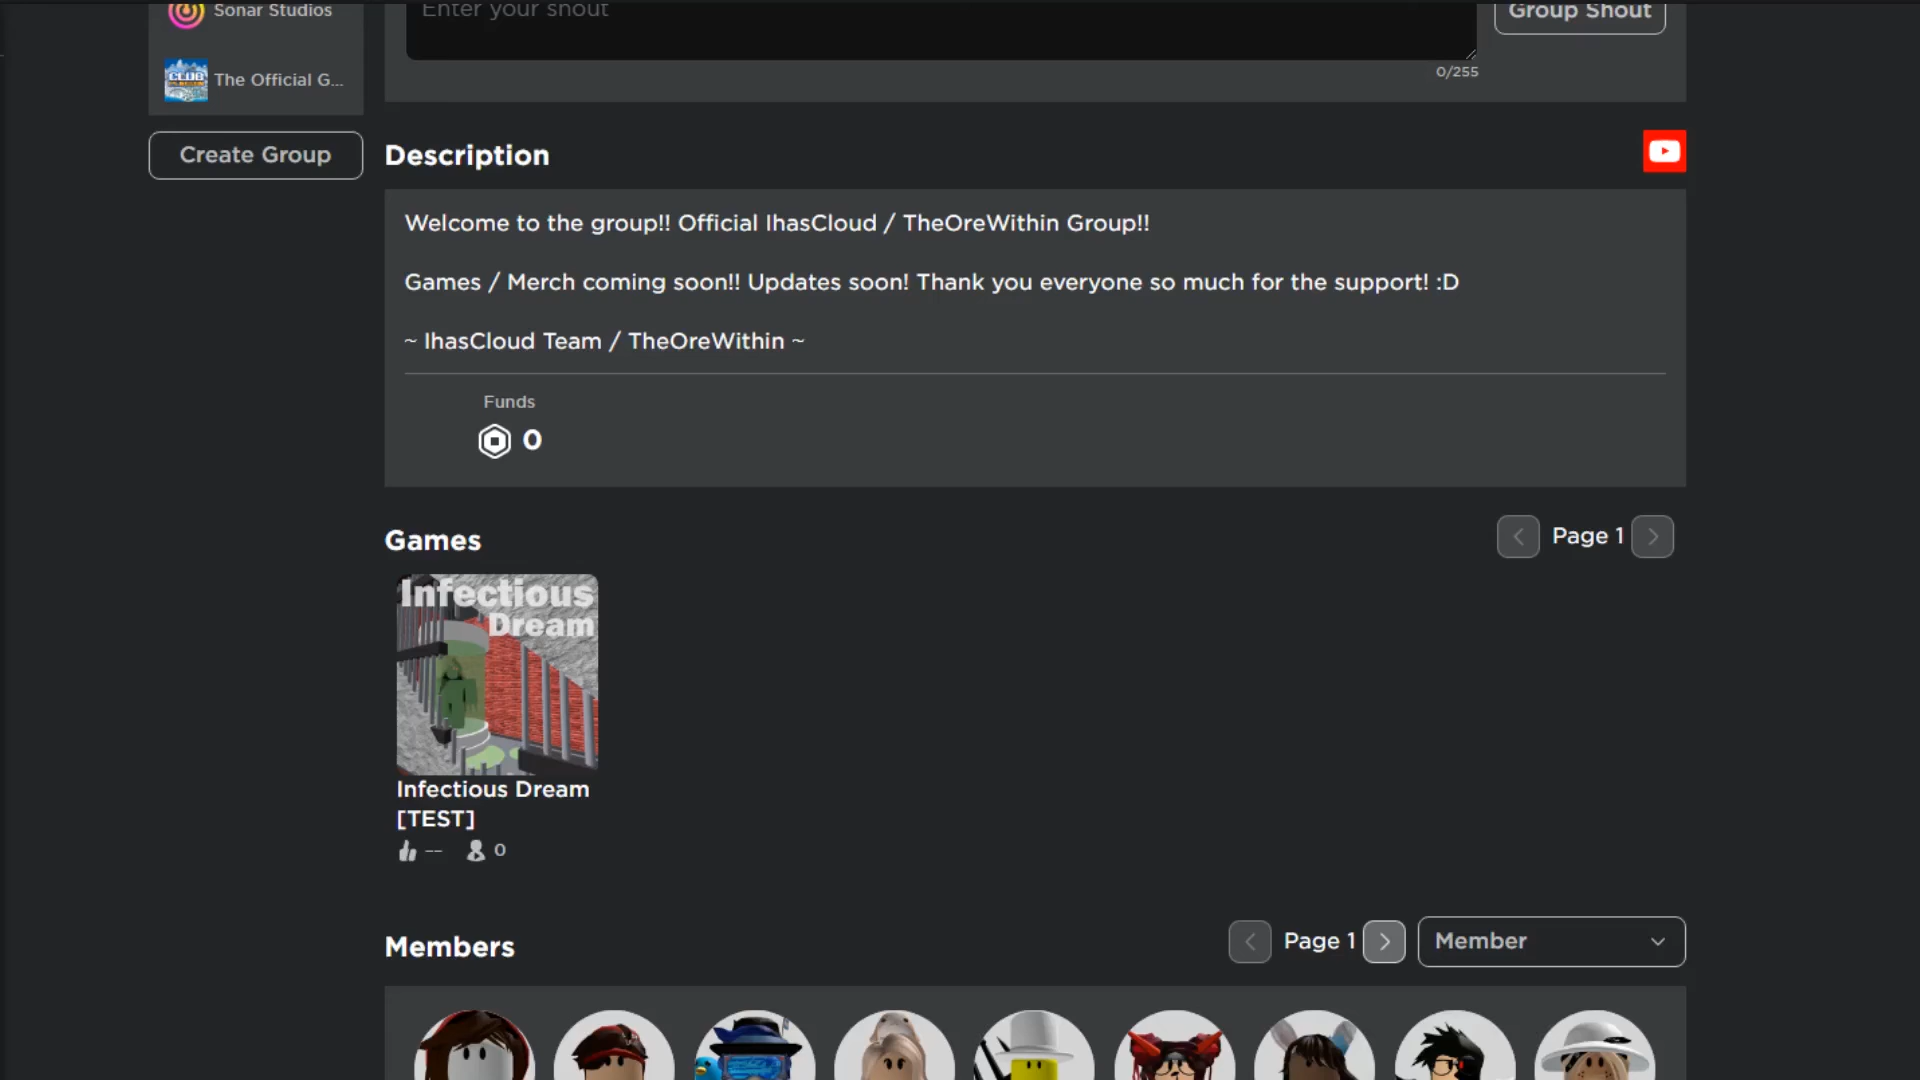 Sonar Studios
Enter your shout
Group Shout
0/255
CLUB
The Official G...
Create Group
Description
Welcome to the group!! Official IhasCloud / TheOreWithin Group!!
Games / Merch coming soon!! Updates soon! Thank you everyone so much for the support! :D
~ IhasCloud Team / TheOreWithin ~
Funds
0
Games
Page 1
Infectious
Dream
Infectious Dream
[TEST]
-- 0
Members
Page 1
Member